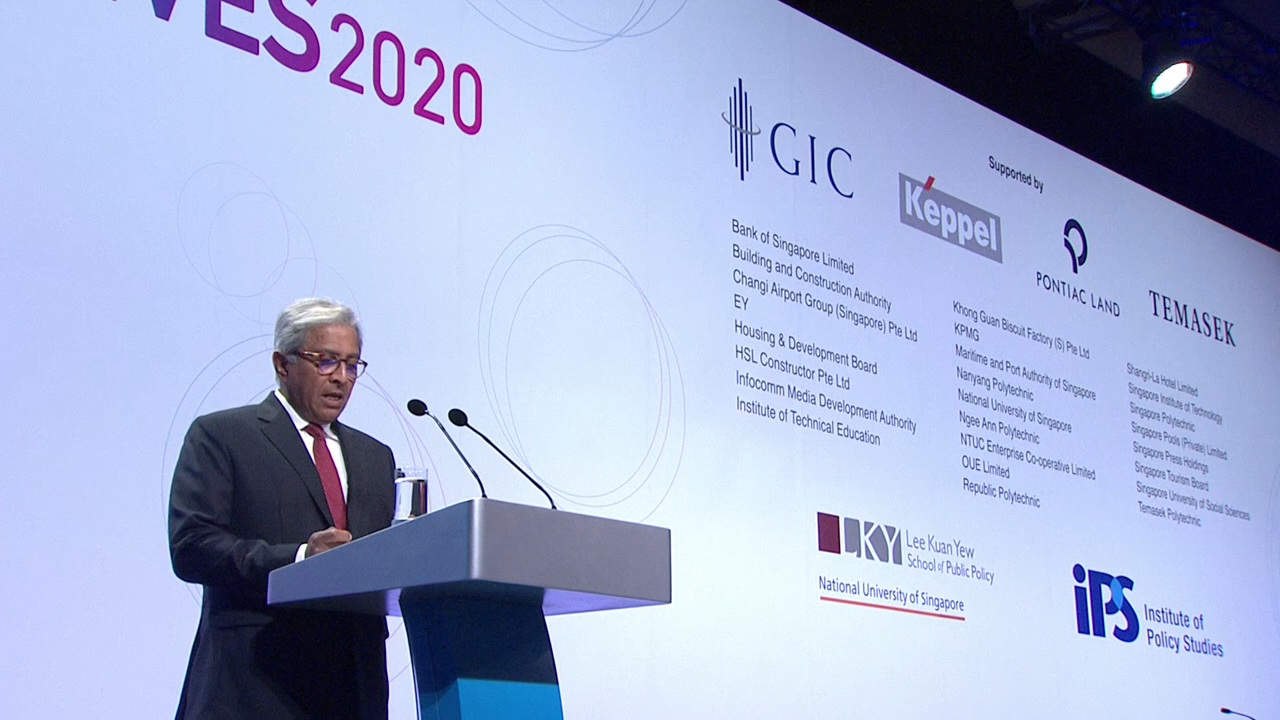 VES2020
Supported by
GIC
Keppel
PONTIAC LAND
TEMASEK
Bank of Singapore Limited
Building and Construction Authority
Changi Airport Group (Singapore) Pte Ltd
EY
Housing & Development Board
HSL Constructor Pte Ltd
Infocomm Media Development Authority
Institute of Technical Education
Khong Guan Biscuit Factory (S) Pte Ltd
KPMG
Maritime and Port Authority of Singapore
Nanyang Polytechnic
National University of Singapore
Ngee Ann Polytechnic
NTUC Enterprise Co-operative Limited
OUE Limited
Republic Polytechnic
Shangri-La Hotel Limited
Singapore Institute of Technology
Singapore Polytechnic
Singapore Pools (Private) Limited
Singapore Press Holdings
Singapore Tourism Board
Singapore University of Social Sciences
Temasek Polytechnic
LKY
Lee Kuan Yew
School of Public Policy
National University of Singapore
iPS
Institute of
Policy Studies